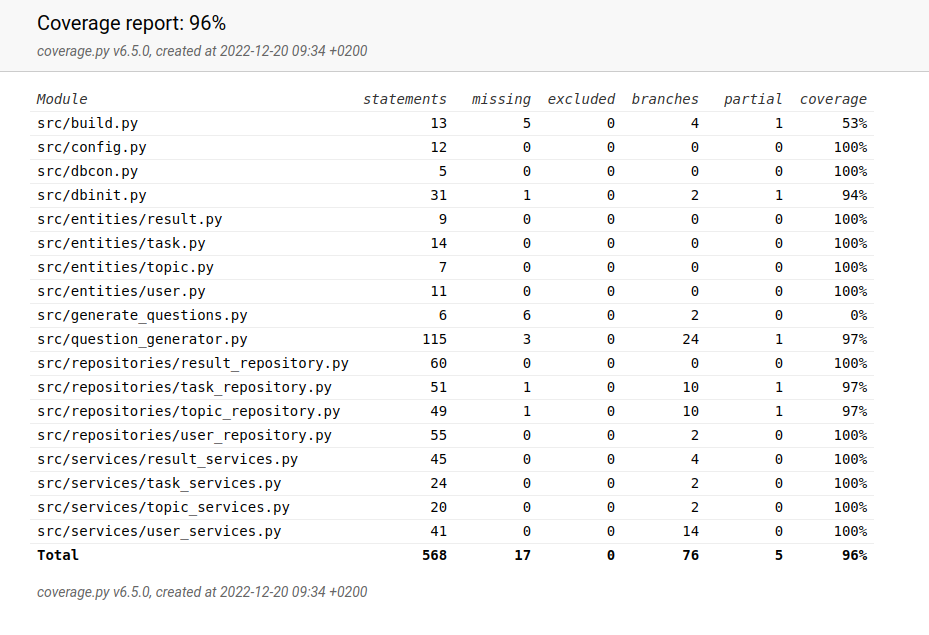 Coverage report: 96%
coverage.py v6.5.0, created at 2022-12-20 09:34 +0200
Module statements missing excluded branches partial coverage
src/build.py 13 5 0 4 1 53%
src/config.py 12 0 0 0 0 100%
src/dbcon.py 5 0 0 0 0 100%
src/dbinit.py 31 1 0 2 1 94%
src/entities/result.py 9 0 0 0 0 100%
src/entities/task.py 14 0 0 0 0 100%
src/entities/topic.py 7 0 0 0 0 100%
src/entities/user.py 11 0 0 0 0 100%
src/generate_questions.py 6 6 0 2 0 0%
src/question_generator.py 115 3 0 24 1 97%
src/repositories/result_repository.py 60 0 0 0 0 100%
src/repositories/task_repository.py 51 1 0 10 1 97%
src/repositories/topic_repository.py 49 1 0 10 1 97%
src/repositories/user_repository.py 55 0 0 2 0 100%
src/services/result_services.py 45 0 0 4 0 100%
src/services/task_services.py 24 0 0 2 0 100%
src/services/topic_services.py 20 0 0 2 0 100%
src/services/user_services.py 41 0 0 14 0 100%
Total 568 17 0 76 5 96%
coverage.py v6.5.0, created at 2022-12-20 09:34 +0200